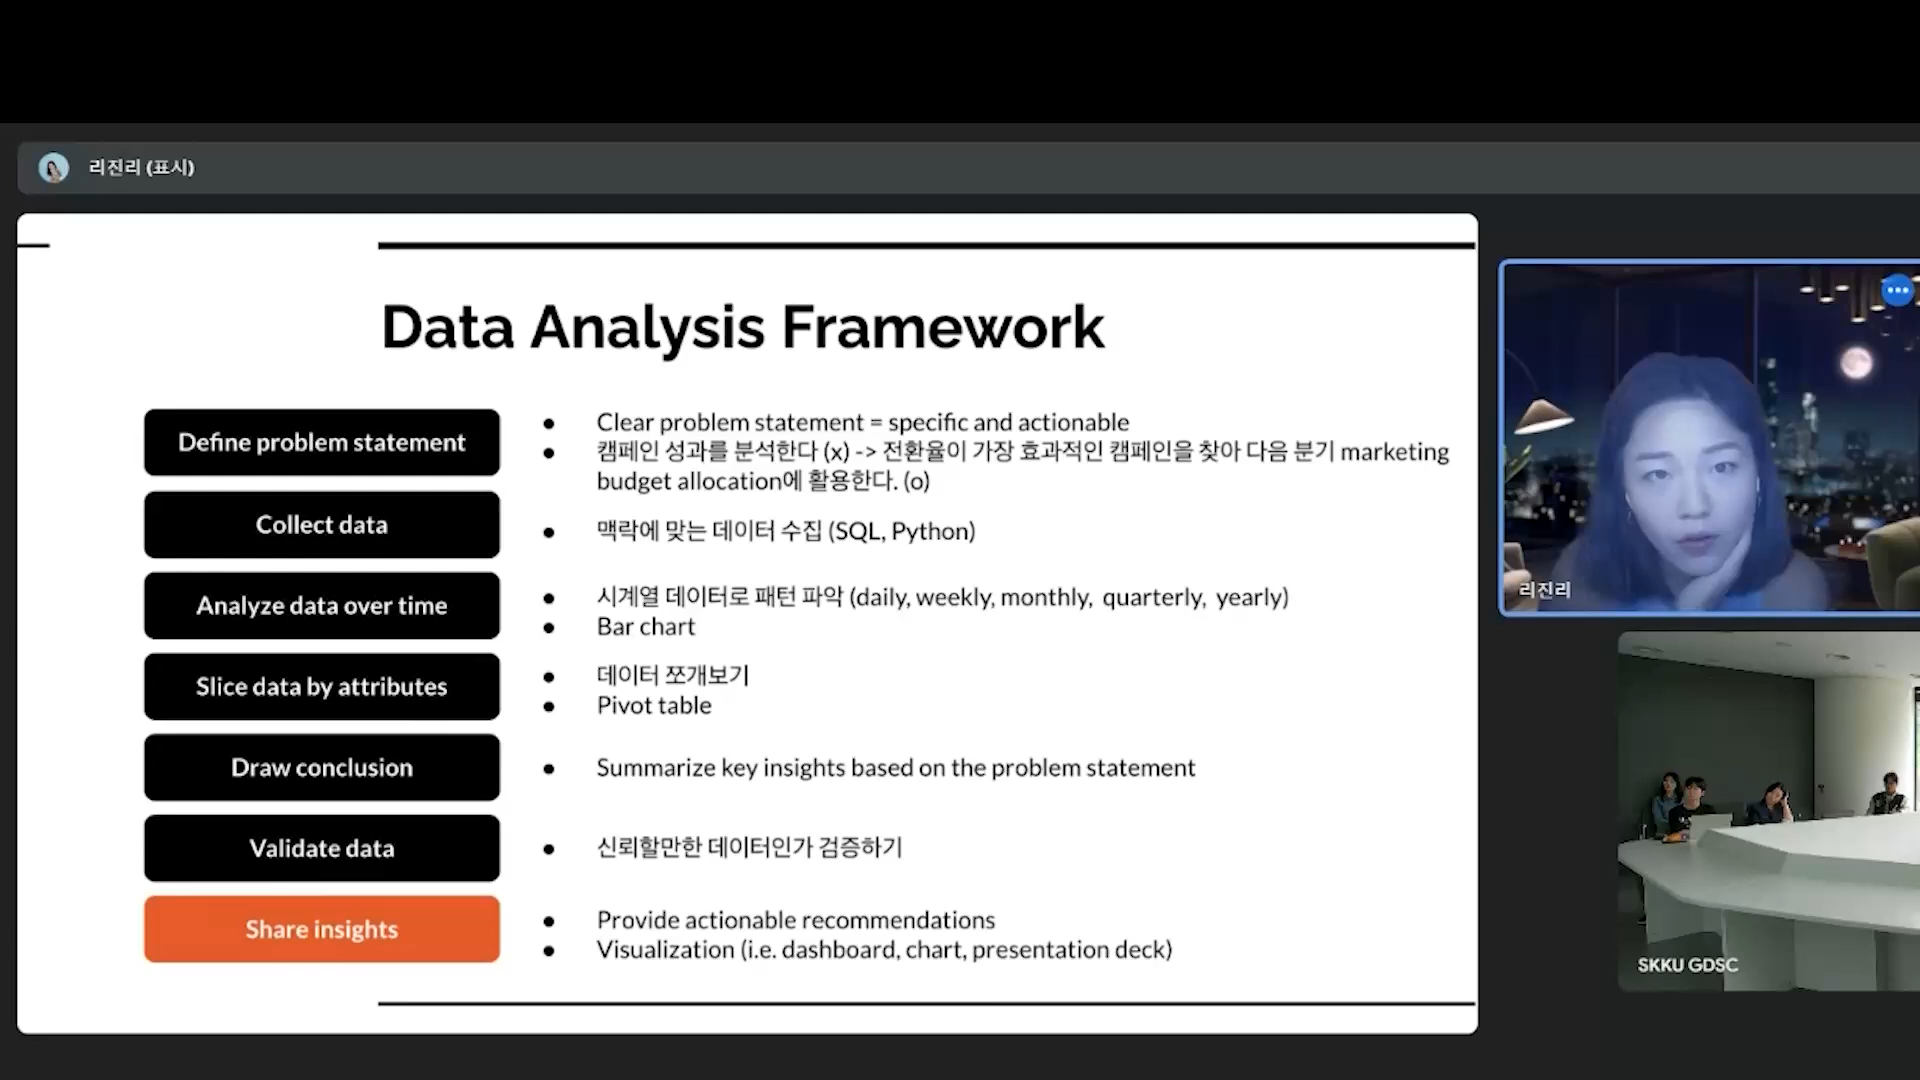 리진리 (표시)
Data Analysis Framework
Define problem statement
● Clear problem statement = specific and actionable
● 캠페인 성과를 분석한다 (x) -> 전환율이 가장 효과적인 캠페인을 찾아 다음 분기 marketing
budget allocation에 활용한다. (o)
Collect data
● 맥락에 맞는 데이터 수집 (SQL, Python)
Analyze data over time
● 시계열 데이터로 패턴 파악 (daily, weekly, monthly, quarterly, yearly)
● Bar chart
Slice data by attributes
● 데이터 쪼개보기
● Pivot table
Draw conclusion
● Summarize key insights based on the problem statement
Validate data
● 신뢰할만한 데이터인가 검증하기
Share insights
● Provide actionable recommendations
● Visualization (i.e. dashboard, chart, presentation deck)
리진리
SKKU GDSC